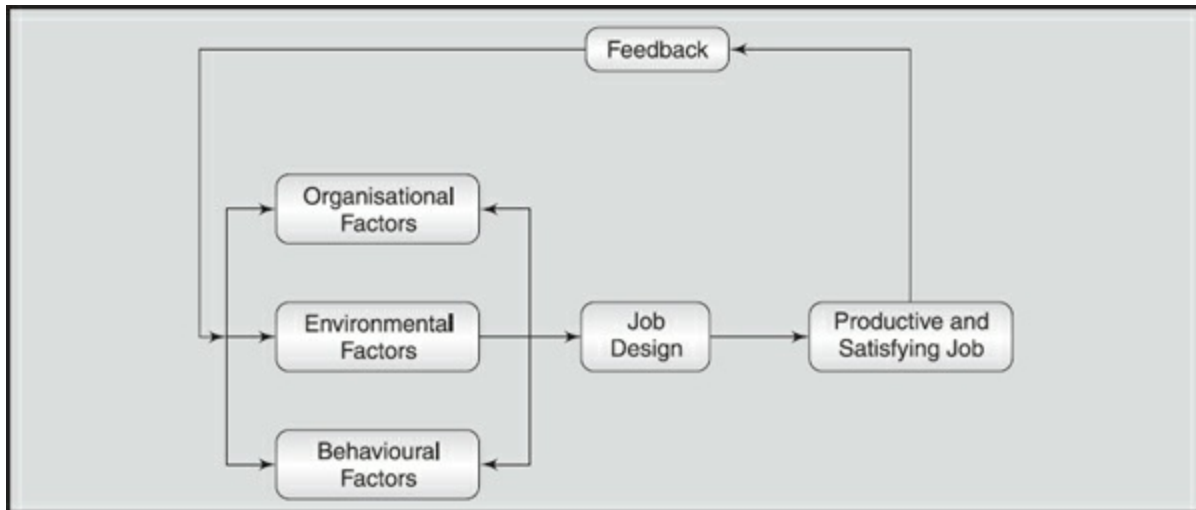 Feedback
Organisational
Factors
Environmental
Factors
Job
Design
Productive and
Satisfying Job
Behavioural
Factors